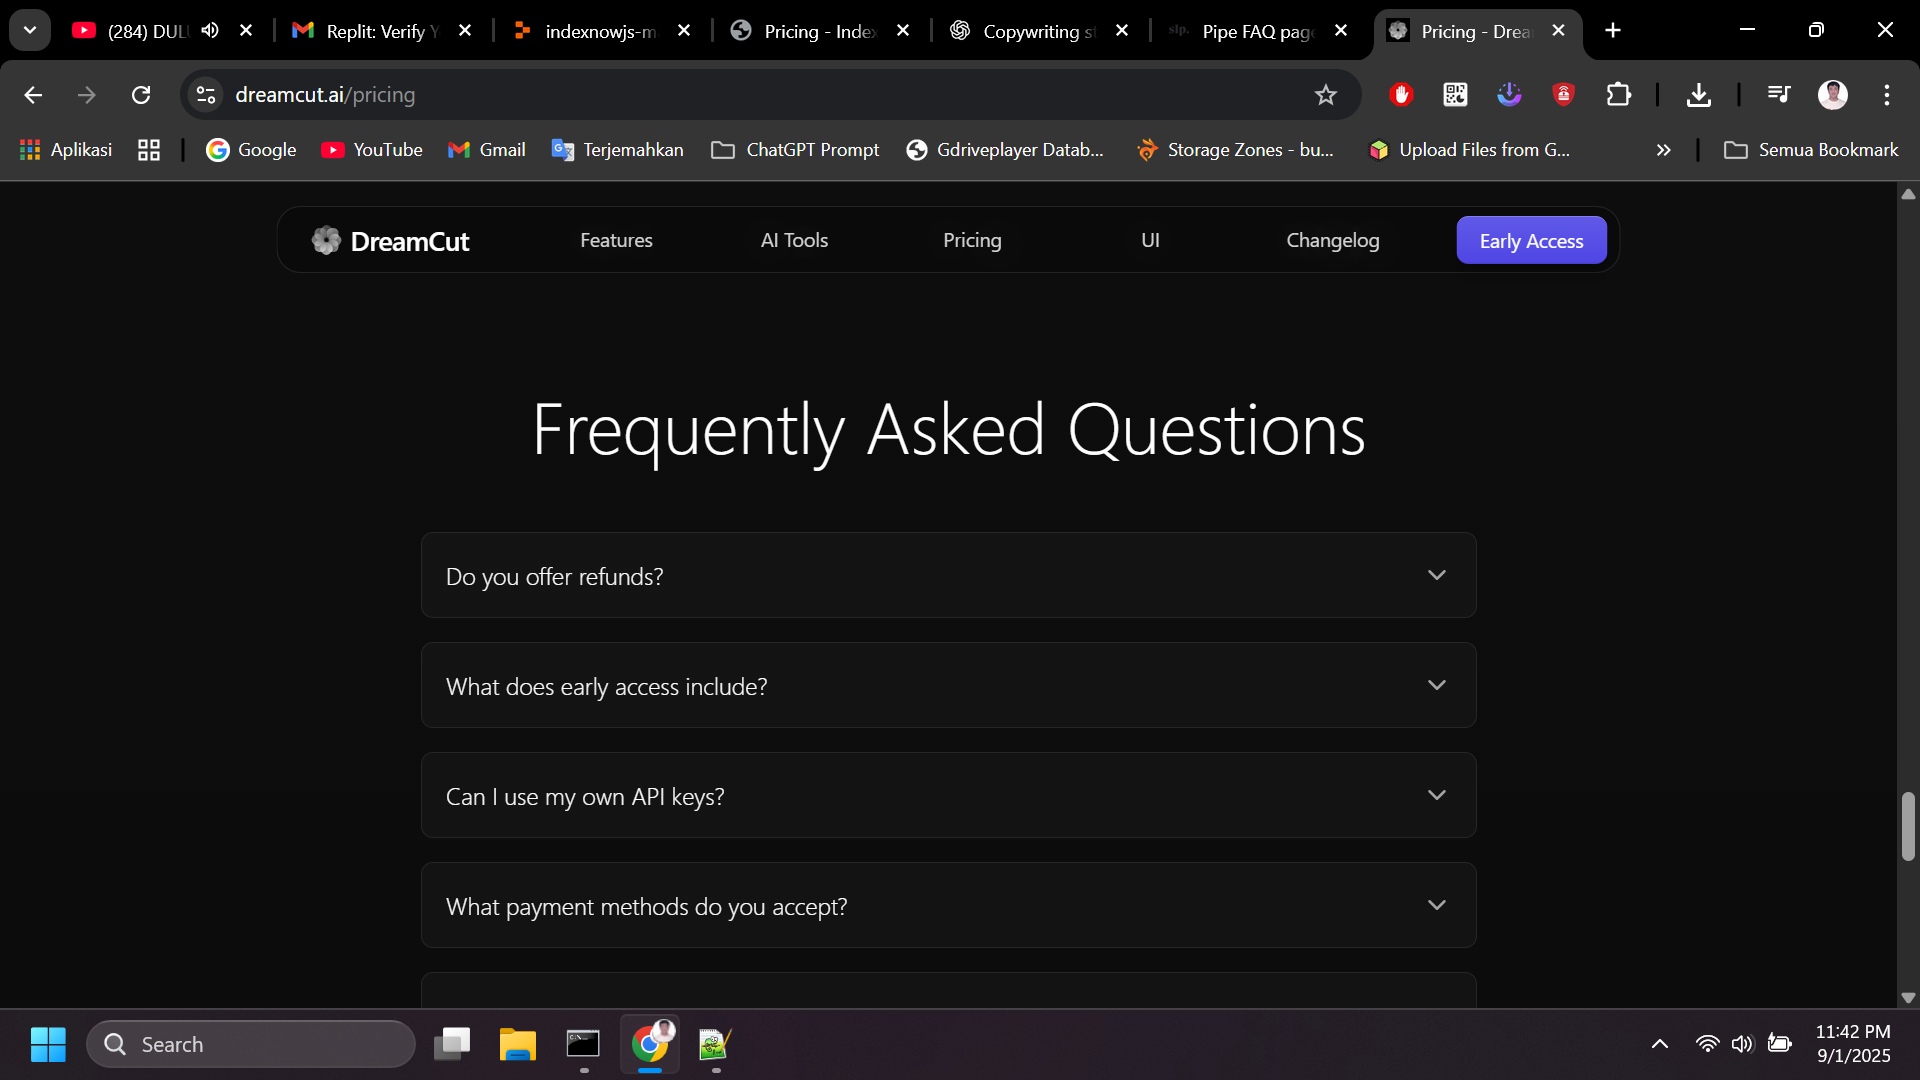 (284) DUL
Replit: Verify Y
indexnowjs-m
Pricing - Index
Copywriting s
slp.
Pipe FAQ page
Pricing - Drea
dreamcut.ai/pricing
Aplikasi
Google
YouTube
Gmail
Terjemahkan
ChatGPT Prompt
Gdriveplayer Datab...
Storage Zones - bu...
Upload Files from G...
Semua Bookmark
DreamCut
Features
AI Tools
Pricing
UI
Changelog
Early Access
Frequently Asked Questions
Do you offer refunds?
What does early access include?
Can I use my own API keys?
What payment methods do you accept?
Search
11:42 PM
9/1/2025